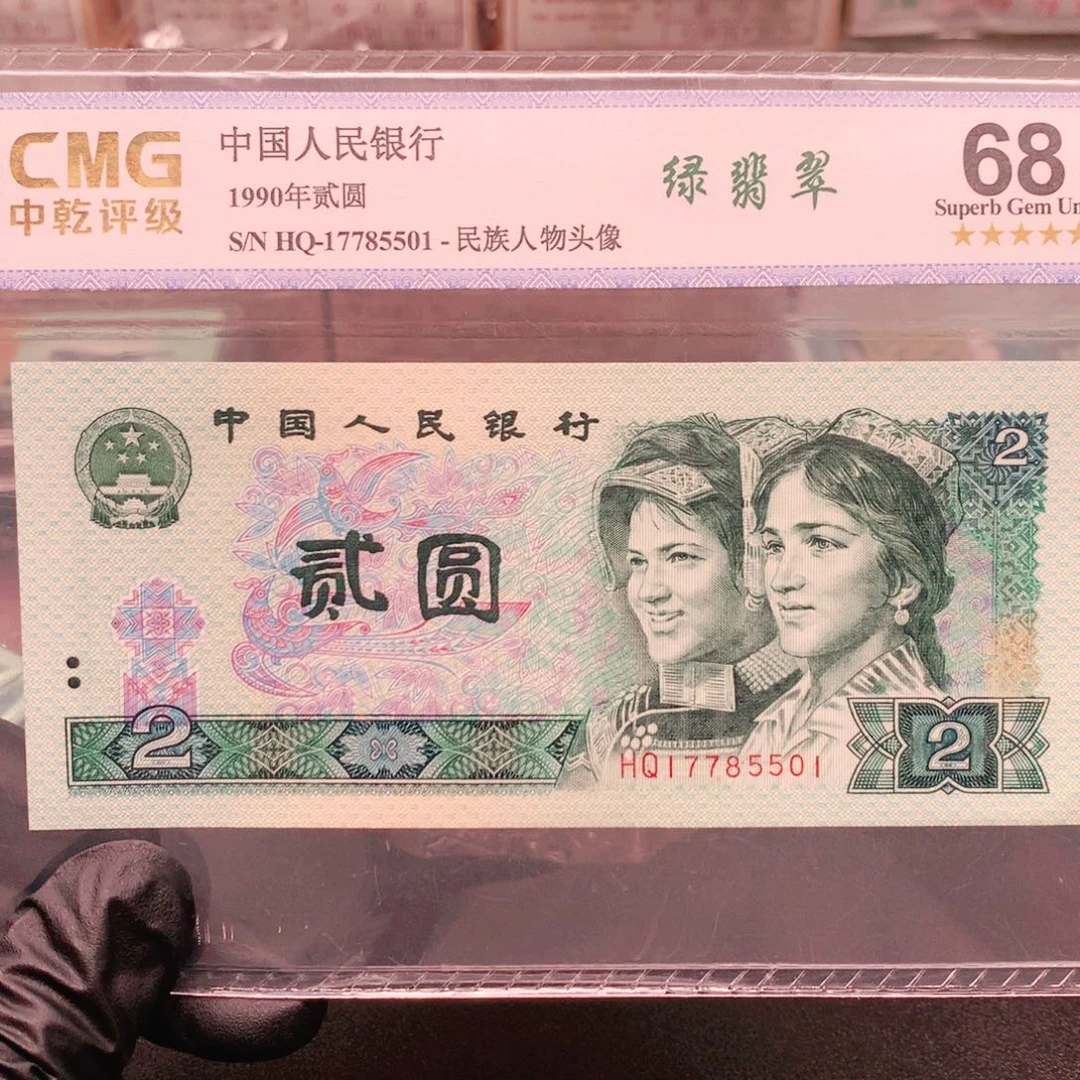 CMG
中乾评级
中国人民银行
1990年贰圆
S/N HQ-17785501 - 民族人物头像
绿翡翠
68
Superb Gem Un
中国人民银行
2
贰圆
2
HQ17785501
2